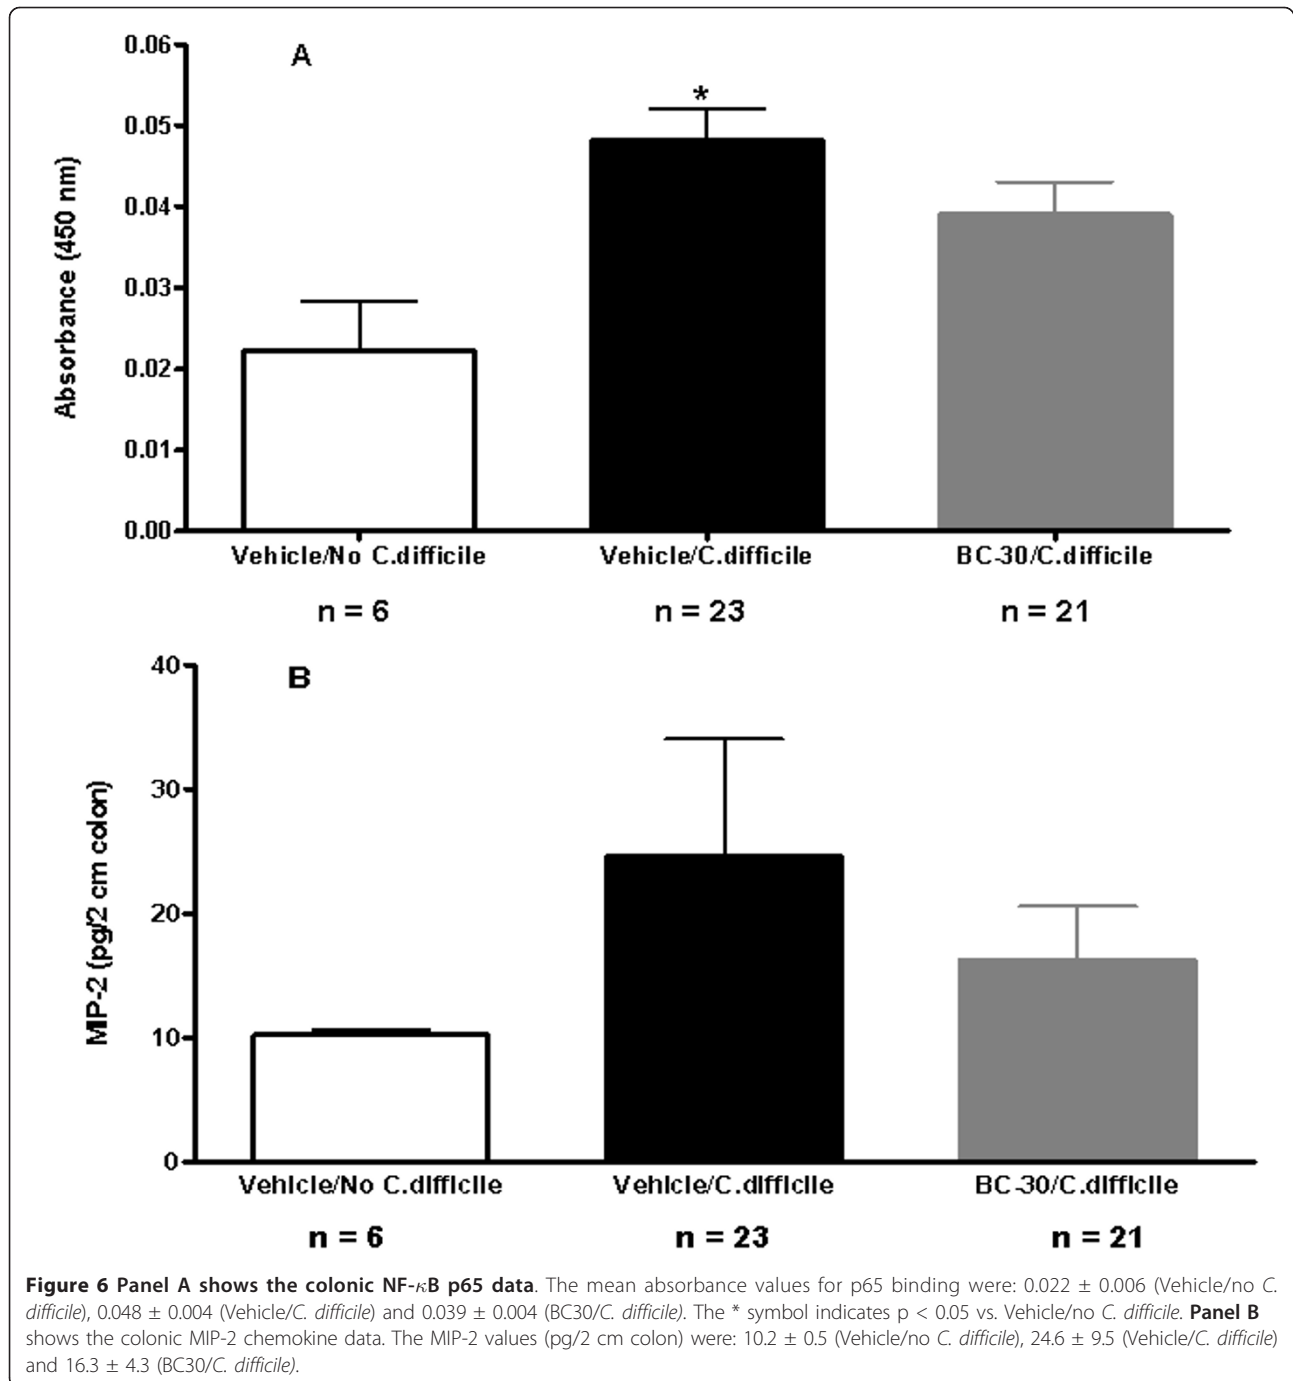 A
*
0.06
0.05
0.04
0.03
0.02
0.01
0.00
Absorbance (450 nm)
Vehicle/No C.difficile Vehicle/C.difficile BC-30/C.difficile
n = 6 n = 23 n = 21
B
40
30
20
10
0
MIP-2 (pg/2 cm colon)
Vehicle/No C.difficile Vehicle/C.difficile BC-30/C.difficile
n = 6 n = 23 n = 21
Figure 6 Panel A shows the colonic NF-κB p65 data. The mean absorbance values for p65 binding were: 0.022 ± 0.006 (Vehicle/no C.
difficile), 0.048 ± 0.004 (Vehicle/C. difficile) and 0.039 ± 0.004 (BC30/C. difficile). The * symbol indicates p < 0.05 vs. Vehicle/no C. difficile. Panel B
shows the colonic MIP-2 chemokine data. The MIP-2 values (pg/2 cm colon) were: 10.2 ± 0.5 (Vehicle/no C. difficile), 24.6 ± 9.5 (Vehicle/C. difficile)
and 16.3 ± 4.3 (BC30/C. difficile).